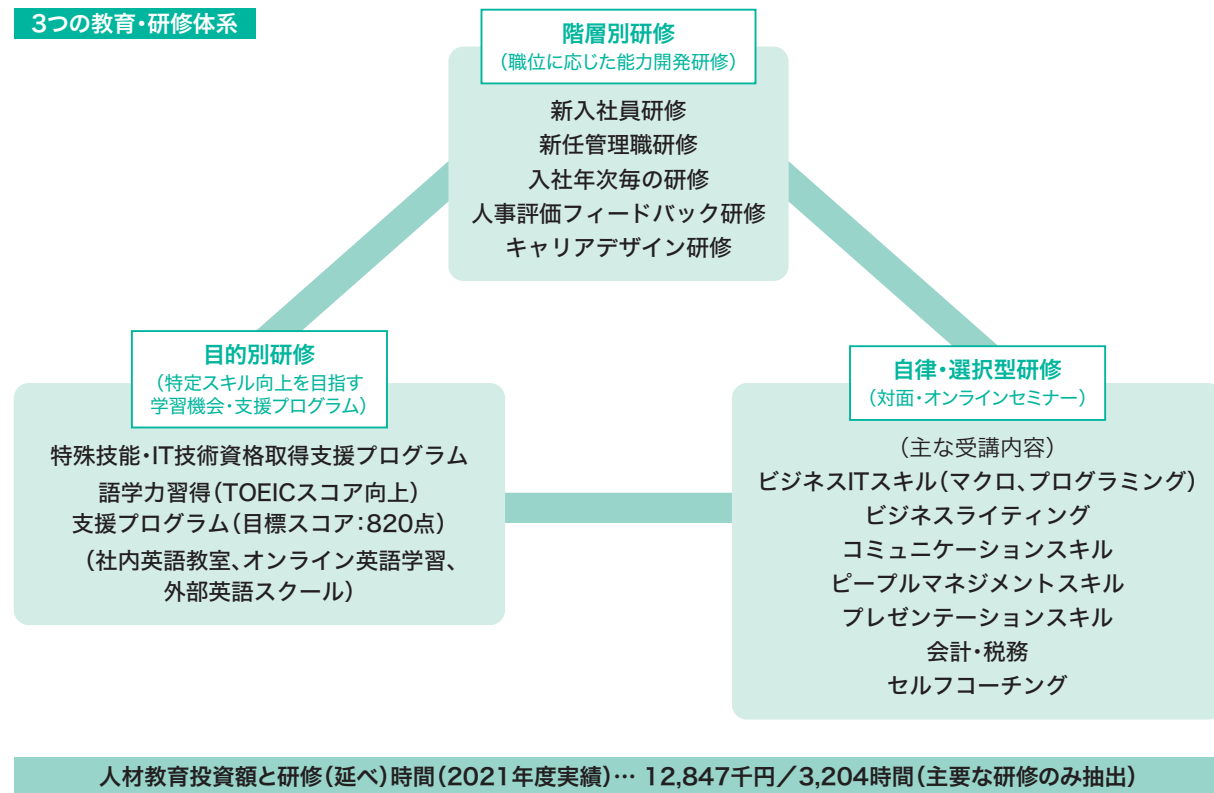 3つの教育・研修体系
階層別研修
（職位に応じた能力開発研修）
新入社員研修
新任管理職研修
入社年次毎の研修
人事評価フィードバック研修
キャリアデザイン研修
目的別研修
（特定スキル向上を目指す
学習機会・支援プログラム）
特殊技能・IT技術資格取得支援プログラム
語学力習得（TOEICスコア向上）
支援プログラム（目標スコア：820点）
（社内英語教室、オンライン英語学習、
外部英語スクール）
自律・選択型研修
（対面・オンラインセミナー）
（主な受講内容）
ビジネスITスキル（マクロ、プログラミング）
ビジネスライティング
コミュニケーションスキル
ピープルマネジメントスキル
プレゼンテーションスキル
会計・税務
セルフコーチング
人材教育投資額と研修（延べ）時間（2021年度実績）… 12,847千円／3,204時間（主要な研修のみ抽出）